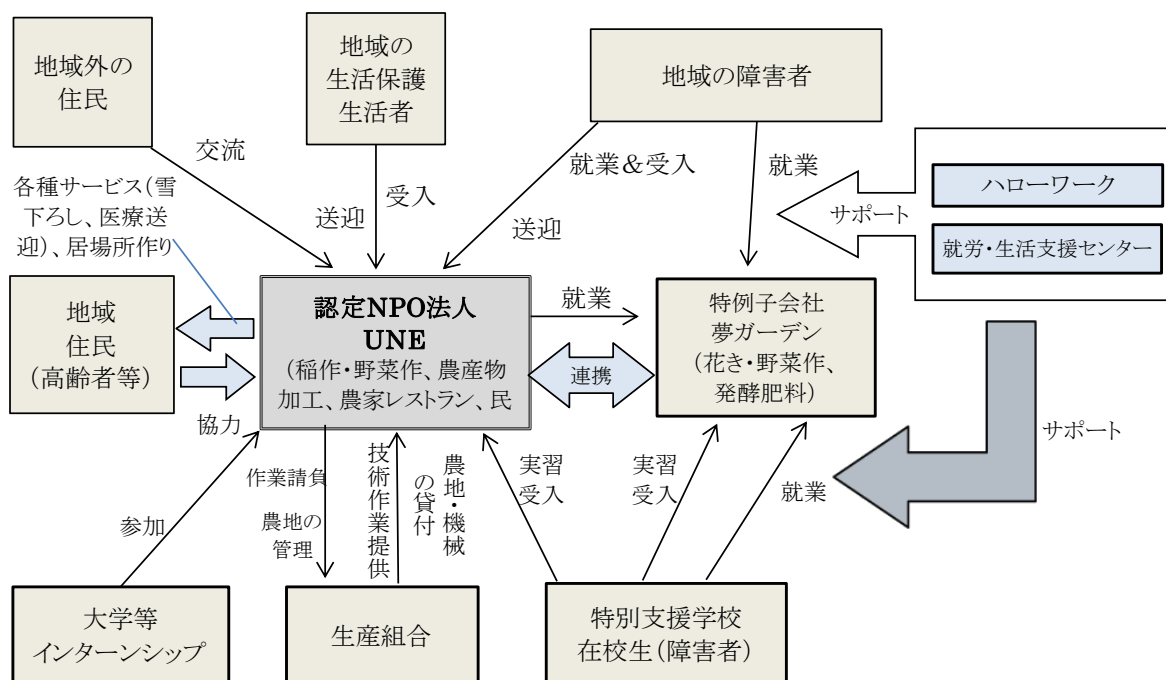 地域外の
住民
地域の
生活保護
生活者
地域の障害者
交流
受入
就業＆受入
就業
送迎
送迎
サポート
ハローワーク
就労・生活支援センター
各種サービス（雪
下ろし、医療送
迎）、居場所作り
地域
住民
（高齢者等）
認定NPO法人
UNE
（稲作・野菜作、農産物
加工、農家レストラン、民
就業
連携
特例子会社
夢ガーデン
（花き・野菜作、
発酵肥料）
サポート
協力
参加
作業請負
農地の
管理
技術作業提供
農地・機械
の貸付
実習
受入
実習
受入
就業
大学等
インターンシップ
生産組合
特別支援学校
在校生（障害者）